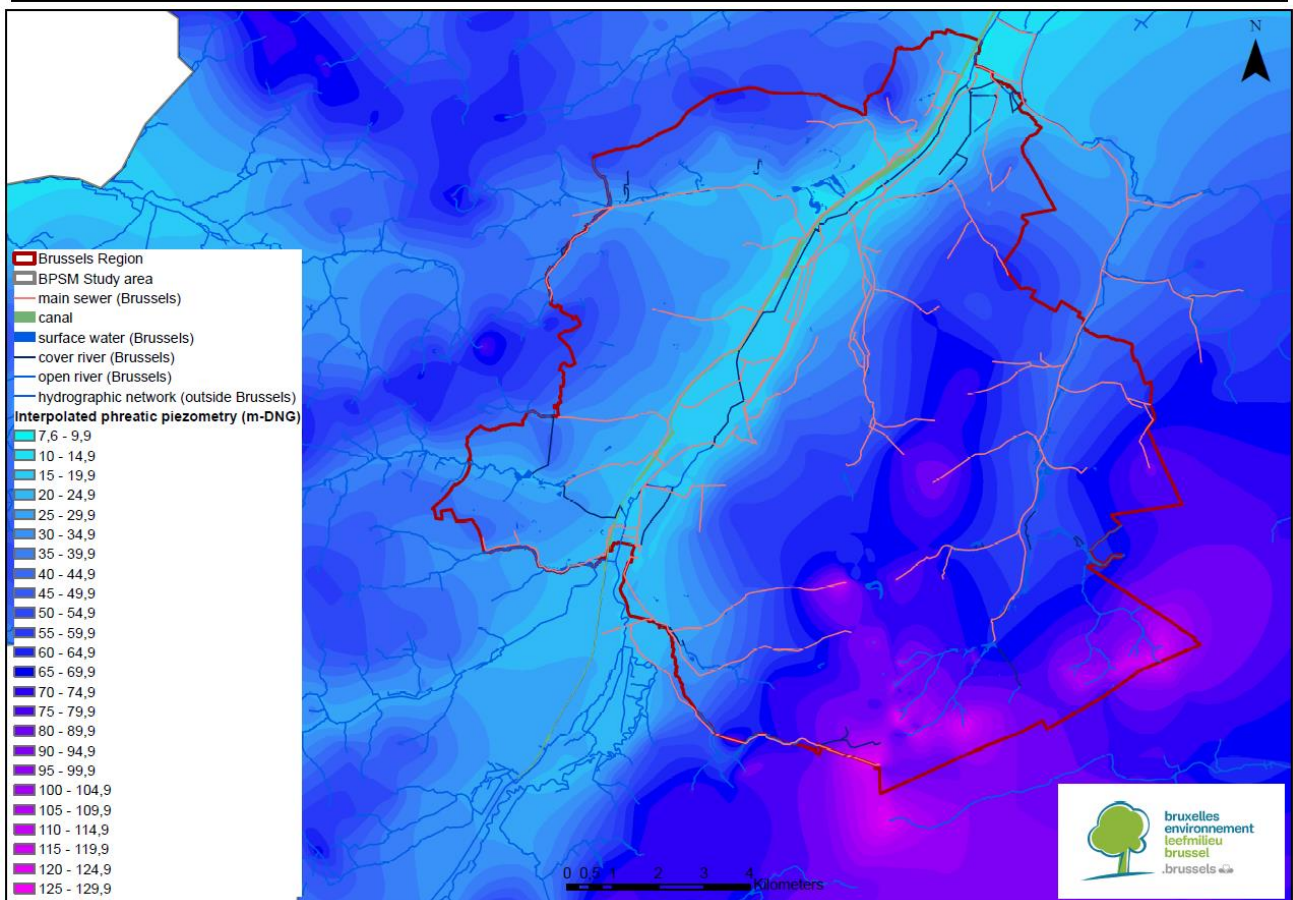 N
Brussels Region
BPSM Study area
main sewer (Brussels)
canal
surface water (Brussels)
cover river (Brussels)
open river (Brussels)
hydrographic network (outside Brussels)
Interpolated phreatic piezometry (m-DNG)
7,6 - 9,9
10 - 14,9
15 - 19,9
20 - 24,9
25 - 29,9
30 - 34,9
35 - 39,9
40 - 44,9
45 - 49,9
50 - 54,9
55 - 59,9
60 - 64,9
65 - 69,9
70 - 74,9
75 - 79,9
80 - 89,9
90 - 94,9
95 - 99,9
100 - 104,9
105 - 109,9
110 - 114,9
115 - 119,9
120 - 124,9
125 - 129,9
0 0,5 1 2 3 4
Kilometers
bruxelles
environnement
leefmilieu
brussel
.brussels